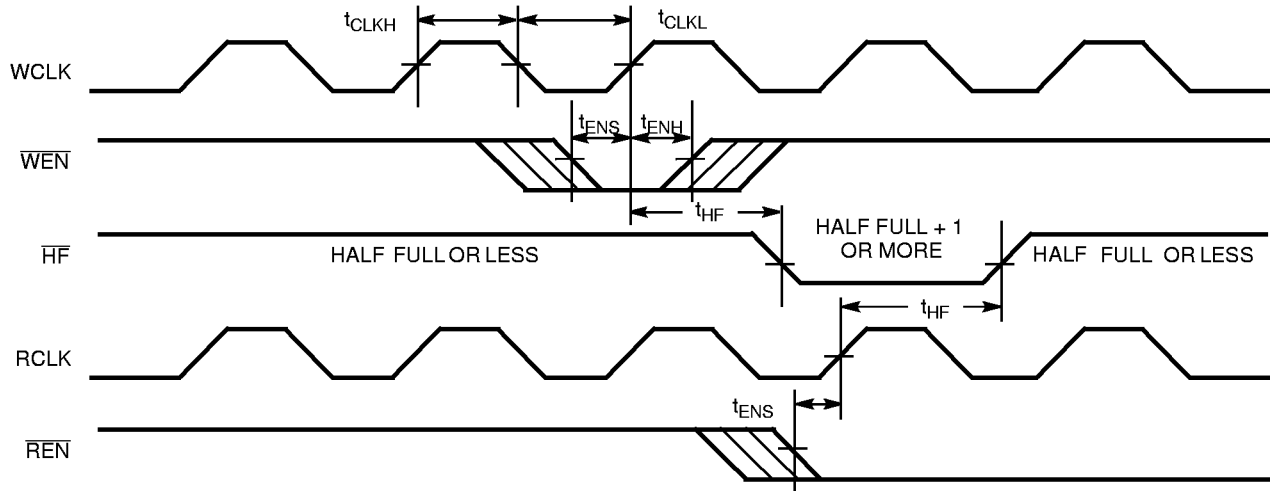 tCLKH
tCLKL
WCLK
tENS
tENH
WEN
tHF
HF
HALF FULL OR LESS
HALF FULL + 1
OR MORE
HALF FULL OR LESS
tHF
RCLK
tENS
REN